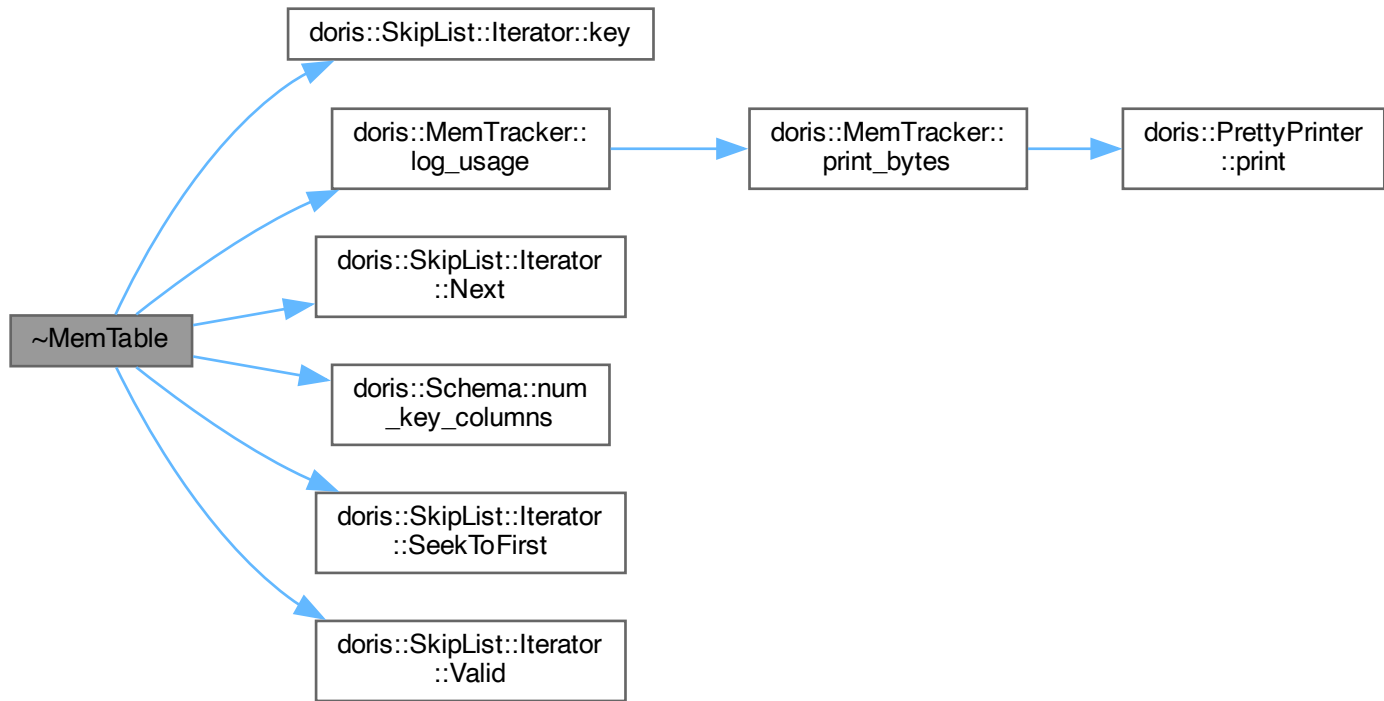 doris::SkipList::Iterator::key
doris::MemTracker::
log_usage
doris::MemTracker::
print_bytes
doris::PrettyPrinter
::print
doris::SkipList::Iterator
::Next
~MemTable
doris::Schema::num
_key_columns
doris::SkipList::Iterator
::SeekToFirst
doris::SkipList::Iterator
::Valid